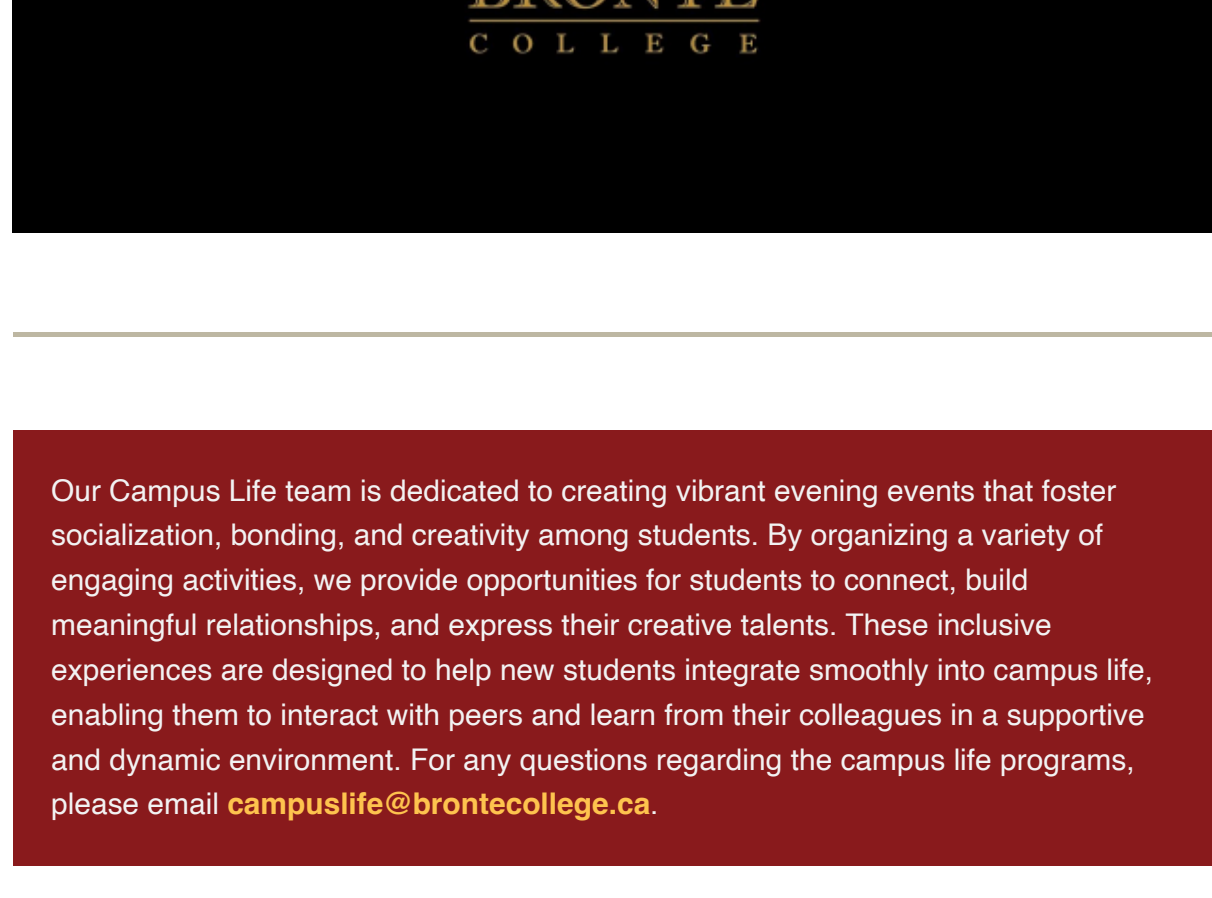 BRONTE
COLLEGE
Our Campus Life team is dedicated to creating vibrant evening events that foster
socialization, bonding, and creativity among students. By organizing a variety of
engaging activities, we provide opportunities for students to connect, build
meaningful relationships, and express their creative talents. These inclusive
experiences are designed to help new students integrate smoothly into campus life,
enabling them to interact with peers and learn from their colleagues in a supportive
and dynamic environment. For any questions regarding the campus life programs,
please email campuslife@brontecollege.ca.